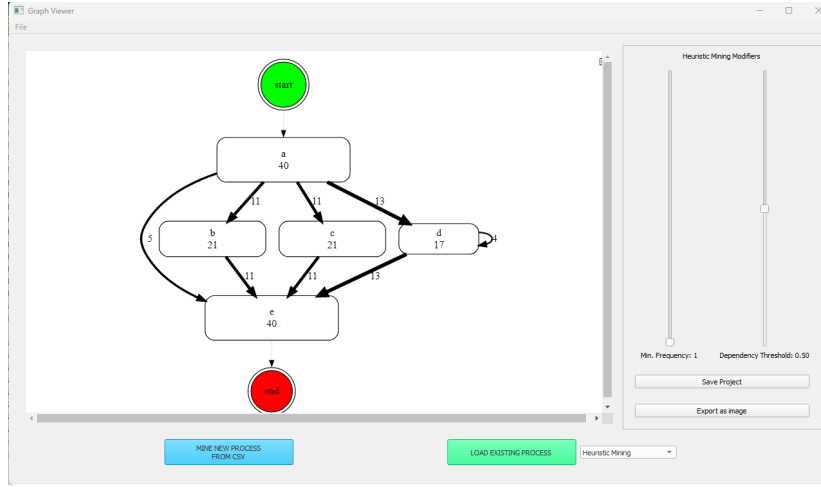 Graph Viewer
File
Heuristic Mining Modifiers
start
a
40
11
11
13
5
b
21
c
21
d
17
4
11
11
13
e
40
end
Min. Frequency: 1
Dependency Threshold: 0.50
Save Project
Export as image
MINE NEW PROCESS
FROM CSV
LOAD EXISTING PROCESS
Heuristic Mining